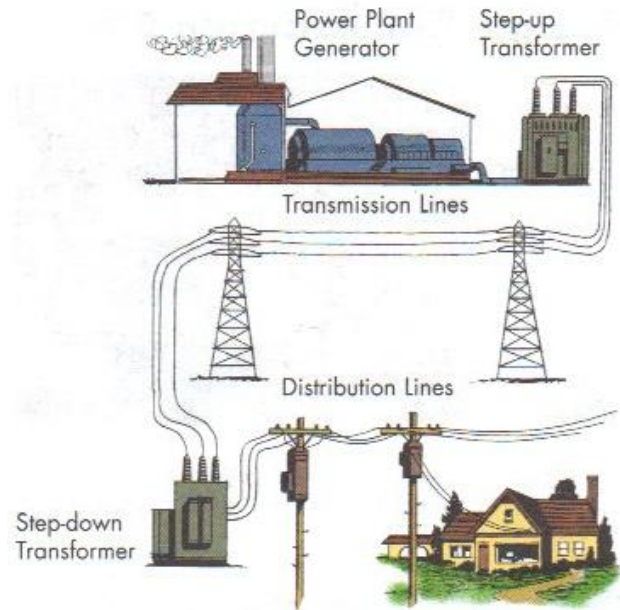 Power Plant
Generator
Step-up
Transformer
Transmission Lines
Distribution Lines
Step-down
Transformer